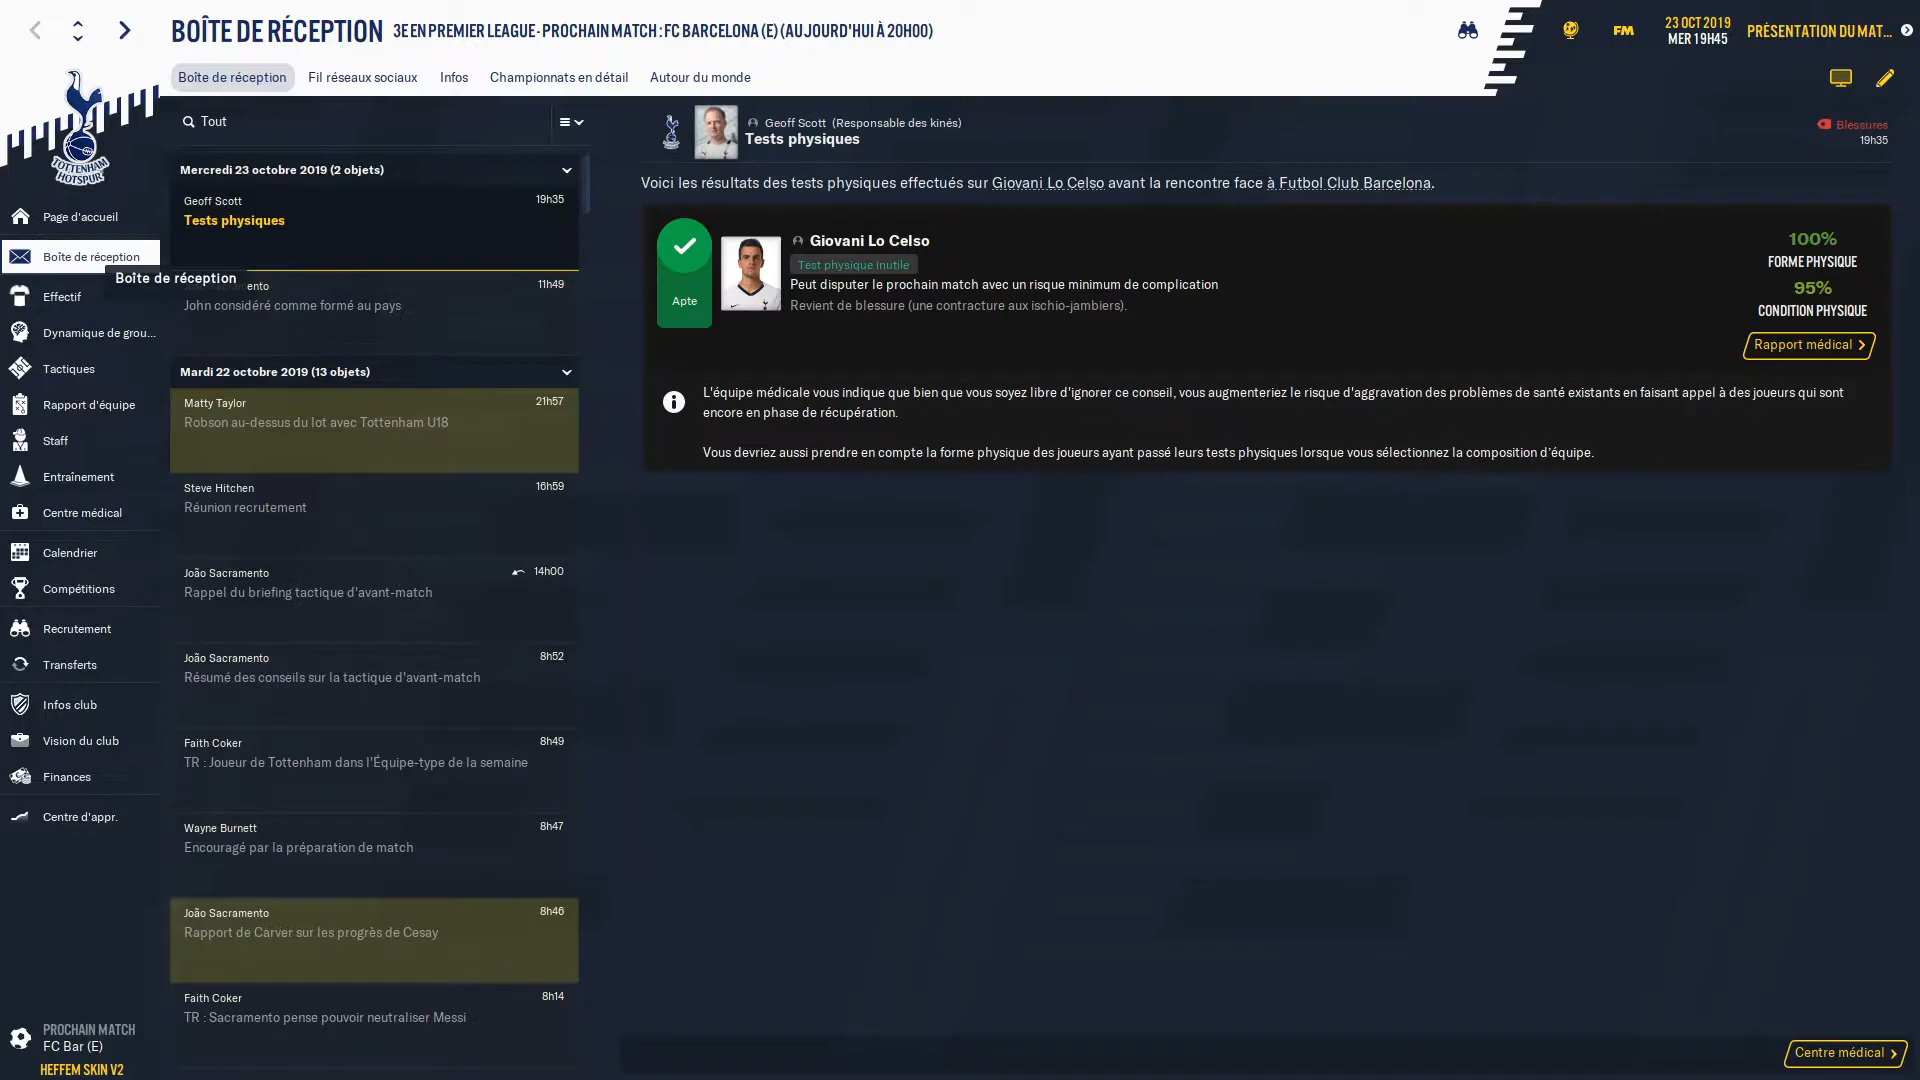 BOÎTE DE RÉCEPTION
3E EN PREMIER LEAGUE - PROCHAIN MATCH : FC BARCELONA (E) (AUJOURD'HUI À 20H00)
FM
23 OCT 2019
MER 19H45
PRÉSENTATION DU MAT...
Boîte de réception
Fil réseaux sociaux
Infos
Championnats en détail
Autour du monde
TOTTENHAM
HOTSPUR
Page d'accueil
Boîte de réception
Boîte de réception
Effectif
Dynamique de grou...
Tactiques
Rapport d'équipe
Staff
Entraînement
Centre médical
Calendrier
Compétitions
Recrutement
Transferts
Infos club
Vision du club
Finances
Centre d'appr.
PROCHAIN MATCH
FC Bar (E)
HEFFEM SKIN V2
Tout
Mercredi 23 octobre 2019 (2 objets)
Geoff Scott
19h35
Tests physiques
11h49
John considéré comme formé au pays
Mardi 22 octobre 2019 (13 objets)
Matty Taylor
21h57
Robson au-dessus du lot avec Tottenham U18
Steve Hitchen
16h59
Réunion recrutement
João Sacramento
14h00
Rappel du briefing tactique d'avant-match
João Sacramento
8h52
Résumé des conseils sur la tactique d'avant-match
Faith Coker
8h49
TR : Joueur de Tottenham dans l'Équipe-type de la semaine
Wayne Burnett
8h47
Encouragé par la préparation de match
João Sacramento
8h46
Rapport de Carver sur les progrès de Cesay
Faith Coker
8h14
TR : Sacramento pense pouvoir neutraliser Messi
Geoff Scott (Responsable des kinés)
Tests physiques
Blessures
19h35
Voici les résultats des tests physiques effectués sur Giovani Lo Celso avant la rencontre face à Futbol Club Barcelona.
Apte
Giovani Lo Celso
Test physique inutile
Peut disputer le prochain match avec un risque minimum de complication
Revient de blessure (une contracture aux ischio-jambiers).
100%
FORME PHYSIQUE
95%
CONDITION PHYSIQUE
Rapport médical
L'équipe médicale vous indique que bien que vous soyez libre d'ignorer ce conseil, vous augmenteriez le risque d'aggravation des problèmes de santé existants en faisant appel à des joueurs qui sont
encore en phase de récupération.
Vous devriez aussi prendre en compte la forme physique des joueurs ayant passé leurs tests physiques lorsque vous sélectionnez la composition d'équipe.
Centre médical